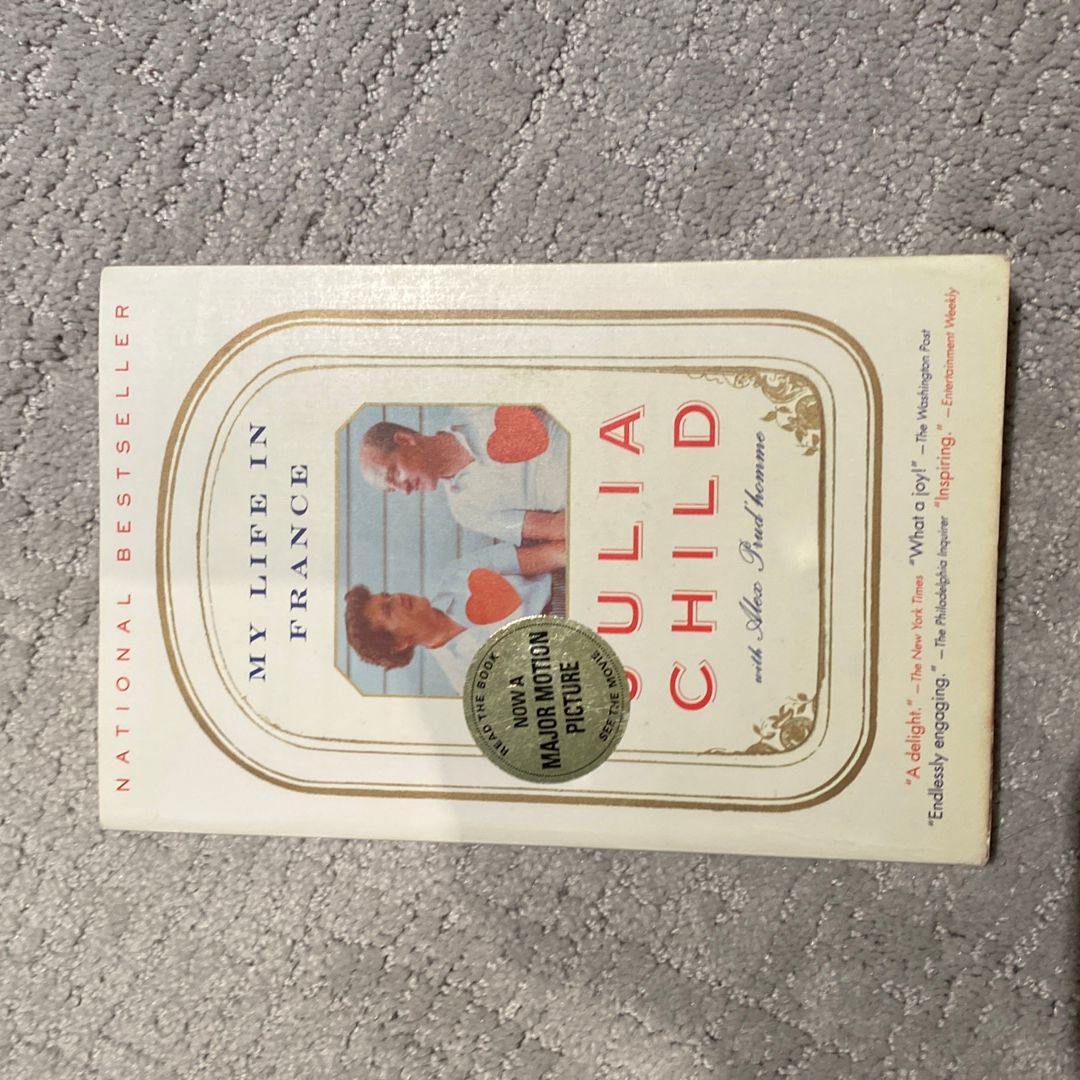 NATIONAL BESTSELLER
MY LIFE IN
FRANCE
READ THE BOOK
NOW A
MAJOR MOTION
PICTURE
SEE THE MOVIE
JULIA
CHILD
with Alex Prud'homme
"A delight." —The New York Times "What a joy!" —The Washington Post
"Endlessly engaging." —The Philadelphia Inquirer "Inspiring." —Entertainment Weekly